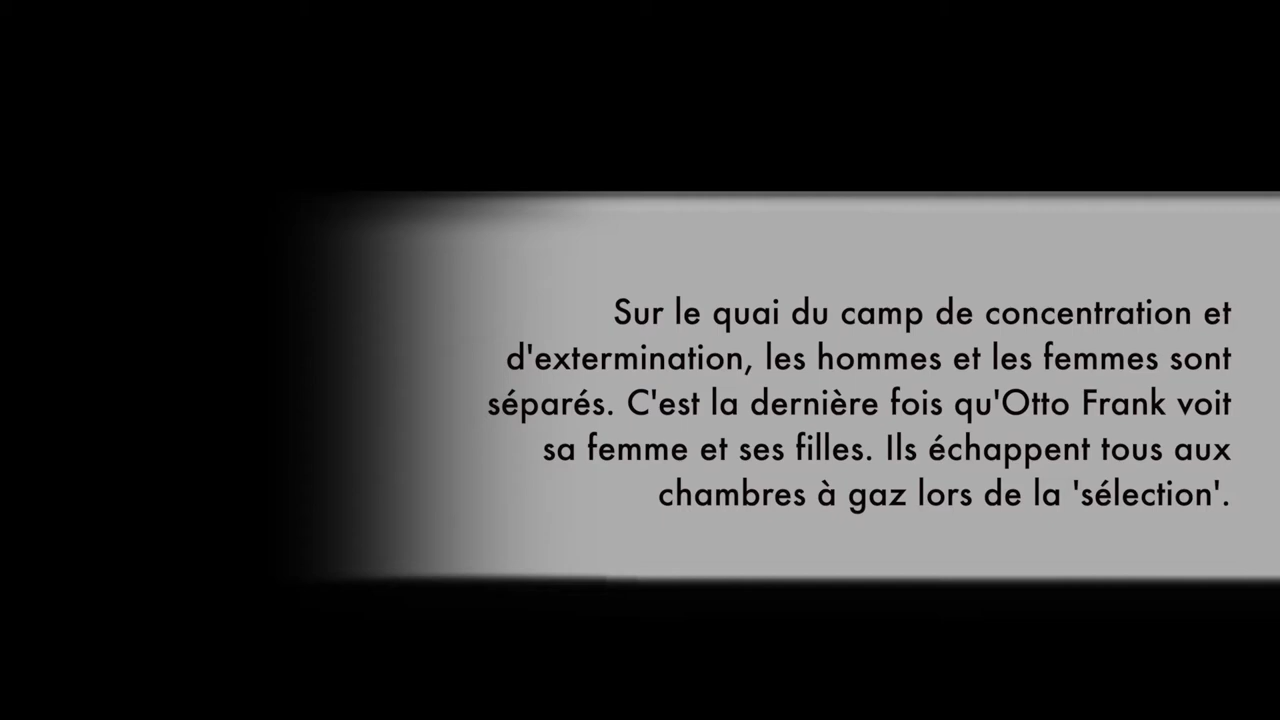 Sur le quai du camp de concentration et
d'extermination, les hommes et les femmes sont
séparés. C'est la dernière fois qu'Otto Frank voit
sa femme et ses filles. Ils échappent tous aux
chambres à gaz lors de la 'sélection'.